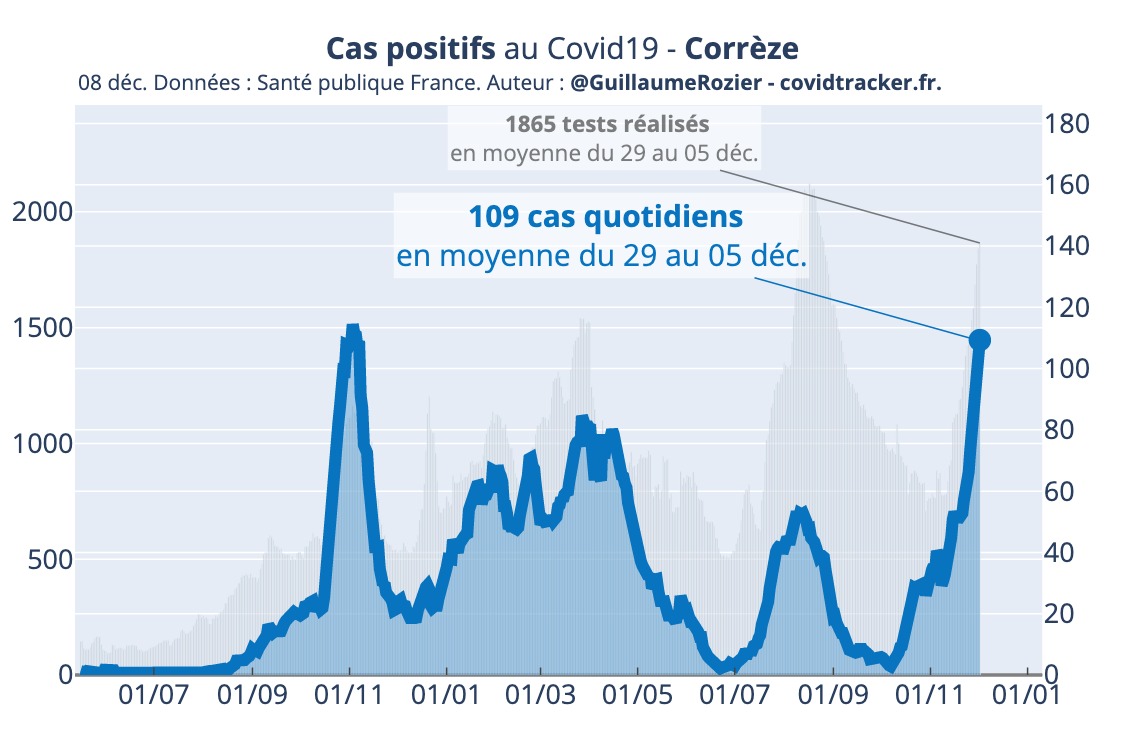 Cas positifs au Covid19 - Corrèze
08 déc. Données : Santé publique France. Auteur : @GuillaumeRozier - covidtracker.fr.
1865 tests réalisés
en moyenne du 29 au 05 déc.
109 cas quotidiens
en moyenne du 29 au 05 déc.
2000
1500
1000
500
0
180
160
140
120
100
80
60
40
20
0
01/07 01/09 01/11 01/01 01/03 01/05 01/07 01/09 01/11 01/01